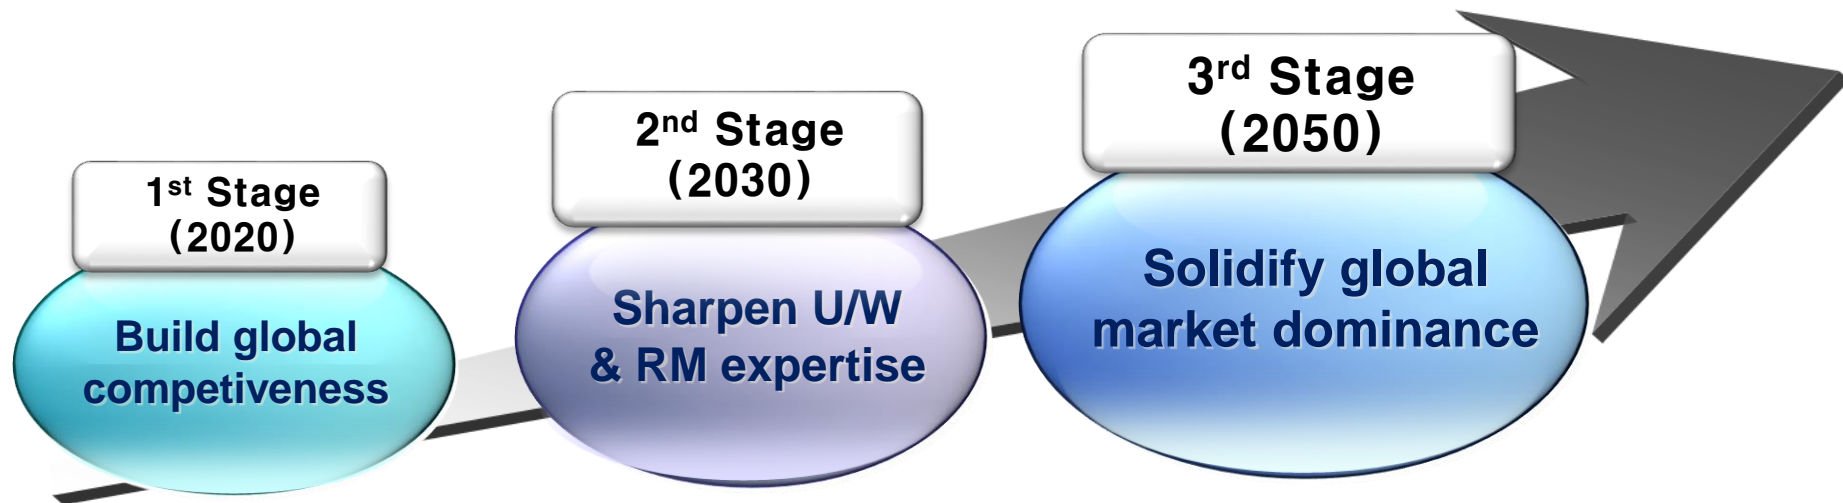 1st Stage
(2020)
Build global
competiveness
2nd Stage
(2030)
Sharpen U/W
& RM expertise
3rd Stage
(2050)
Solidify global
market dominance